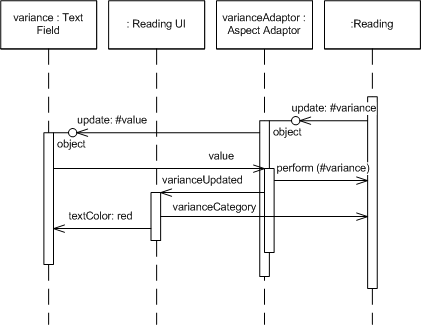 variance : Text
Field
: Reading UI
varianceAdaptor :
Aspect Adaptor
:Reading
update: #variance
object
update: #value
object
value
perform (#variance)
varianceUpdated
varianceCategory
textColor: red